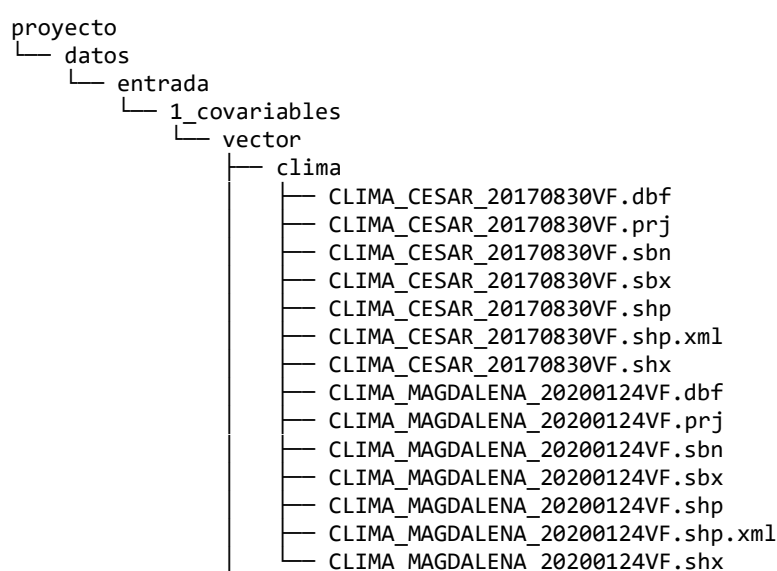 proyecto
└── datos
    └── entrada
        └── 1_covariables
            └── vector
                ├── clima
                │   ├── CLIMA_CESAR_20170830VF.dbf
                │   ├── CLIMA_CESAR_20170830VF.prj
                │   ├── CLIMA_CESAR_20170830VF.sbn
                │   ├── CLIMA_CESAR_20170830VF.sbx
                │   ├── CLIMA_CESAR_20170830VF.shp
                │   ├── CLIMA_CESAR_20170830VF.shp.xml
                │   ├── CLIMA_CESAR_20170830VF.shx
                │   ├── CLIMA_MAGDALENA_20200124VF.dbf
                │   ├── CLIMA_MAGDALENA_20200124VF.prj
                │   ├── CLIMA_MAGDALENA_20200124VF.sbn
                │   ├── CLIMA_MAGDALENA_20200124VF.sbx
                │   ├── CLIMA_MAGDALENA_20200124VF.shp
                │   ├── CLIMA_MAGDALENA_20200124VF.shp.xml
                │   └── CLIMA_MAGDALENA_20200124VF.shx